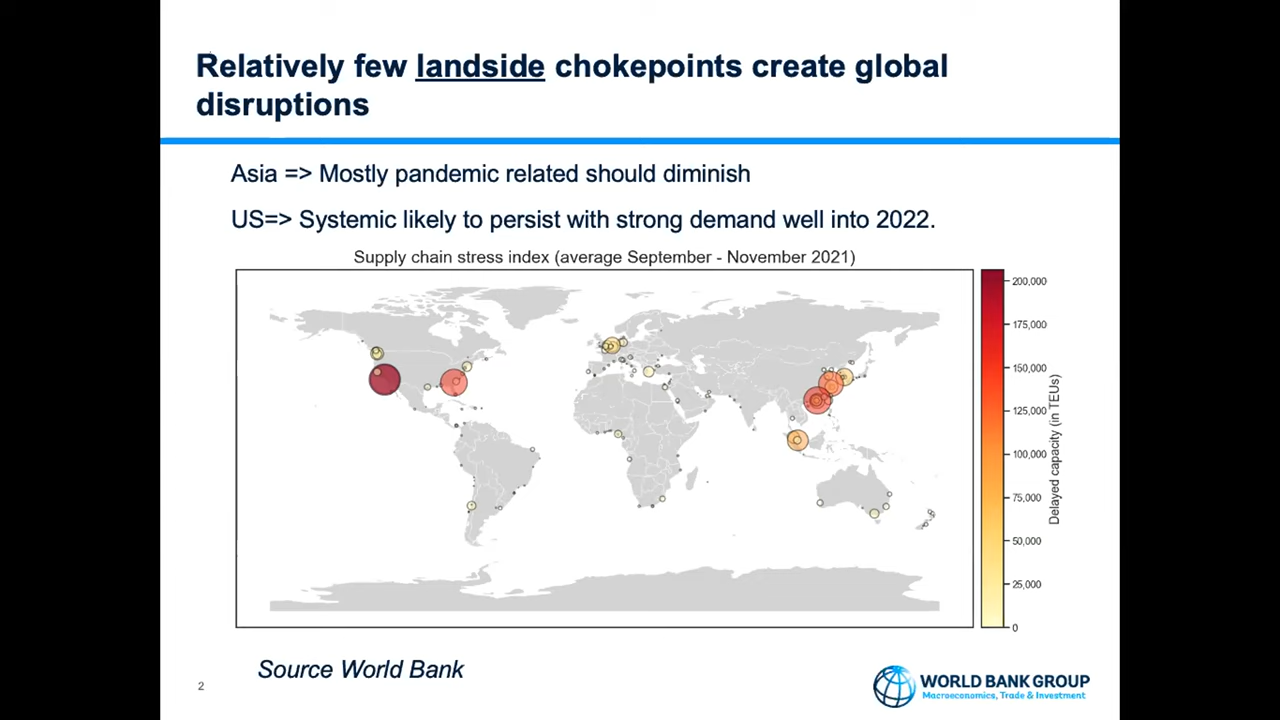 Relatively few landside chokepoints create global
disruptions
Asia => Mostly pandemic related should diminish
US=> Systemic likely to persist with strong demand well into 2022.
Supply chain stress index (average September - November 2021)
200,000
175,000
150,000
125,000
100,000
75,000
50,000
25,000
0
Delayed capacity (in TEUs)
Source World Bank
2
WORLD BANK GROUP
Macroeconomics, Trade & Investment